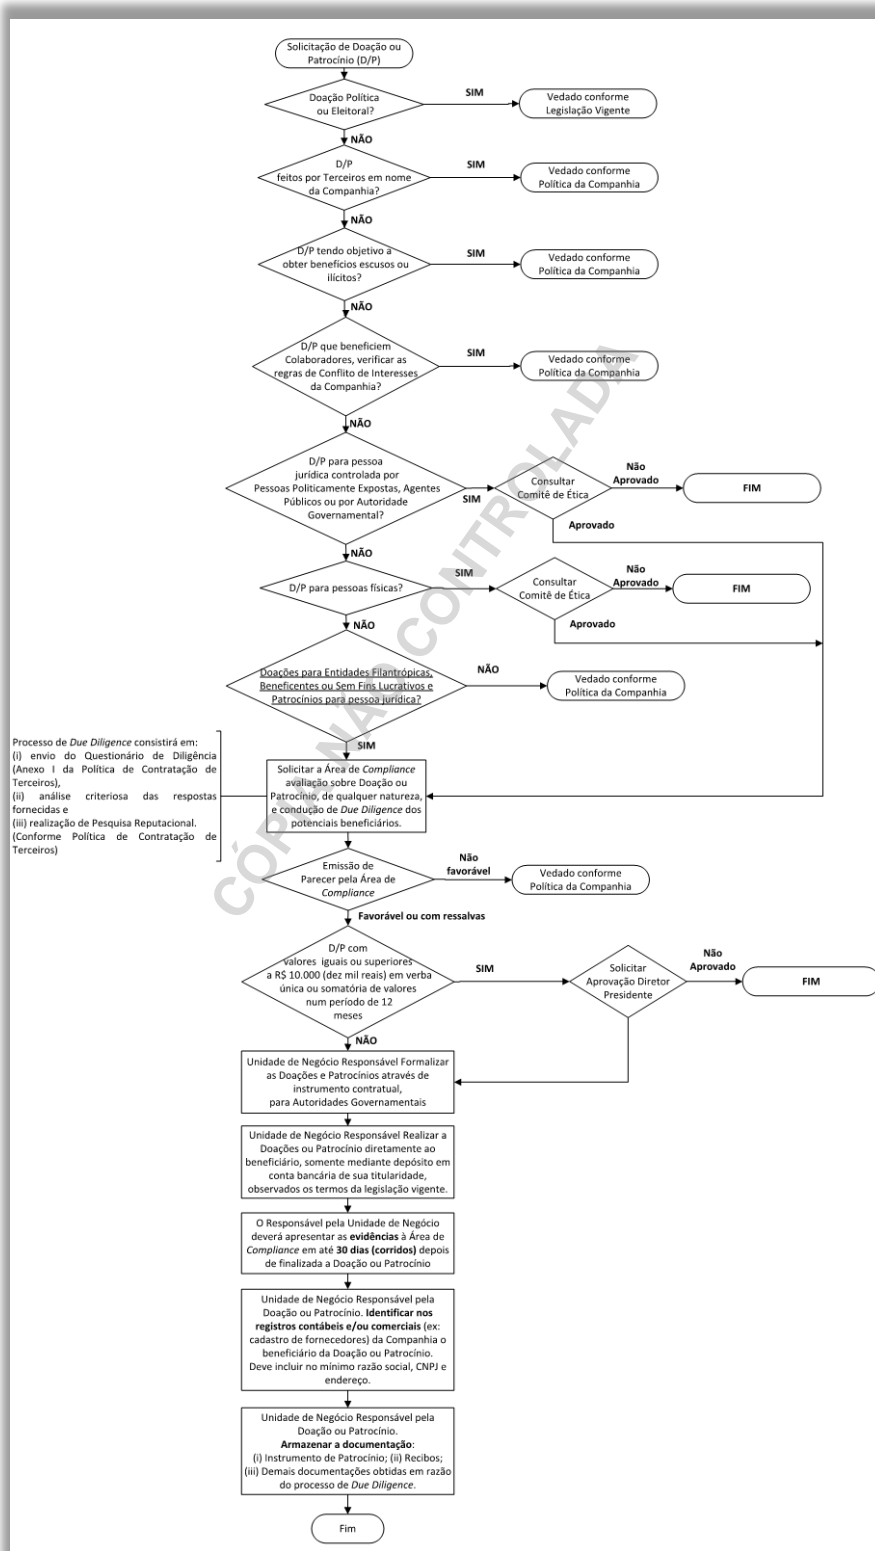 Solicitação de Doação ou
Patrocínio (D/P)
Doação Política
ou Eleitoral?
SIM
Vedado conforme
Legislação Vigente
NÃO
D/P
feitos por Terceiros em nome
da Companhia?
SIM
Vedado conforme
Política da Companhia
NÃO
D/P tendo objetivo a
obter benefícios escusos ou
ilícitos?
SIM
Vedado conforme
Política da Companhia
NÃO
D/P que beneficiem
Colaboradores, verificar as
regras de Conflito de Interesses
da Companhia?
SIM
Vedado conforme
Política da Companhia
NÃO
D/P para pessoa
jurídica controlada por
Pessoas Politicamente Expostas, Agentes
Públicos ou por Autoridade
Governamental?
SIM
Consultar
Comitê de Ética
Não
Aprovado
FIM
Aprovado
NÃO
D/P para pessoas físicas?
SIM
Consultar
Comitê de Ética
Não
Aprovado
FIM
Aprovado
NÃO
Doações para Entidades Filantrópicas,
Beneficentes ou Sem Fins Lucrativos e
Patrocínios para pessoa jurídica?
NÃO
Vedado conforme
Política da Companhia
SIM
Processo de Due Diligence consistirá em:
(i) envio do Questionário de Diligência
(Anexo I da Política de Contratação de
Terceiros),
(ii) análise criteriosa das respostas
fornecidas e
(iii) realização de Pesquisa Reputacional.
(Conforme Política de Contratação de
Terceiros)
Solicitar a Área de Compliance
avaliação sobre Doação ou
Patrocínio, de qualquer natureza,
e condução de Due Diligence dos
potenciais beneficiários.
Emissão de
Parecer pela Área de
Compliance
Não
favorável
Vedado conforme
Política da Companhia
Favorável ou com ressalvas
D/P com
valores iguais ou superiores
a R$ 10.000 (dez mil reais) em verba
única ou somatória de valores
num período de 12
meses
SIM
Solicitar
Aprovação Diretor
Presidente
Não
Aprovado
FIM
NÃO
Unidade de Negócio Responsável Formalizar
as Doações e Patrocínios através de
instrumento contratual,
para Autoridades Governamentais
Unidade de Negócio Responsável Realizar a
Doações ou Patrocínio diretamente ao
beneficiário, somente mediante depósito em
conta bancária de sua titularidade,
observados os termos da legislação vigente.
O Responsável pela Unidade de Negócio
deverá apresentar as evidências à Área de
Compliance em até 30 dias (corridos) depois
de finalizada a Doação ou Patrocínio
Unidade de Negócio Responsável pela
Doação ou Patrocínio. Identificar nos
registros contábeis e/ou comerciais (ex:
cadastro de fornecedores) da Companhia o
beneficiário da Doação ou Patrocínio.
Deve incluir no mínimo razão social, CNPJ e
endereço.
Unidade de Negócio Responsável pela
Doação ou Patrocínio.
Armazenar a documentação:
(i) Instrumento de Patrocínio; (ii) Recibos;
(iii) Demais documentações obtidas em razão
do processo de Due Diligence.
Fim
CÓPIA NÃO CONTROLADA